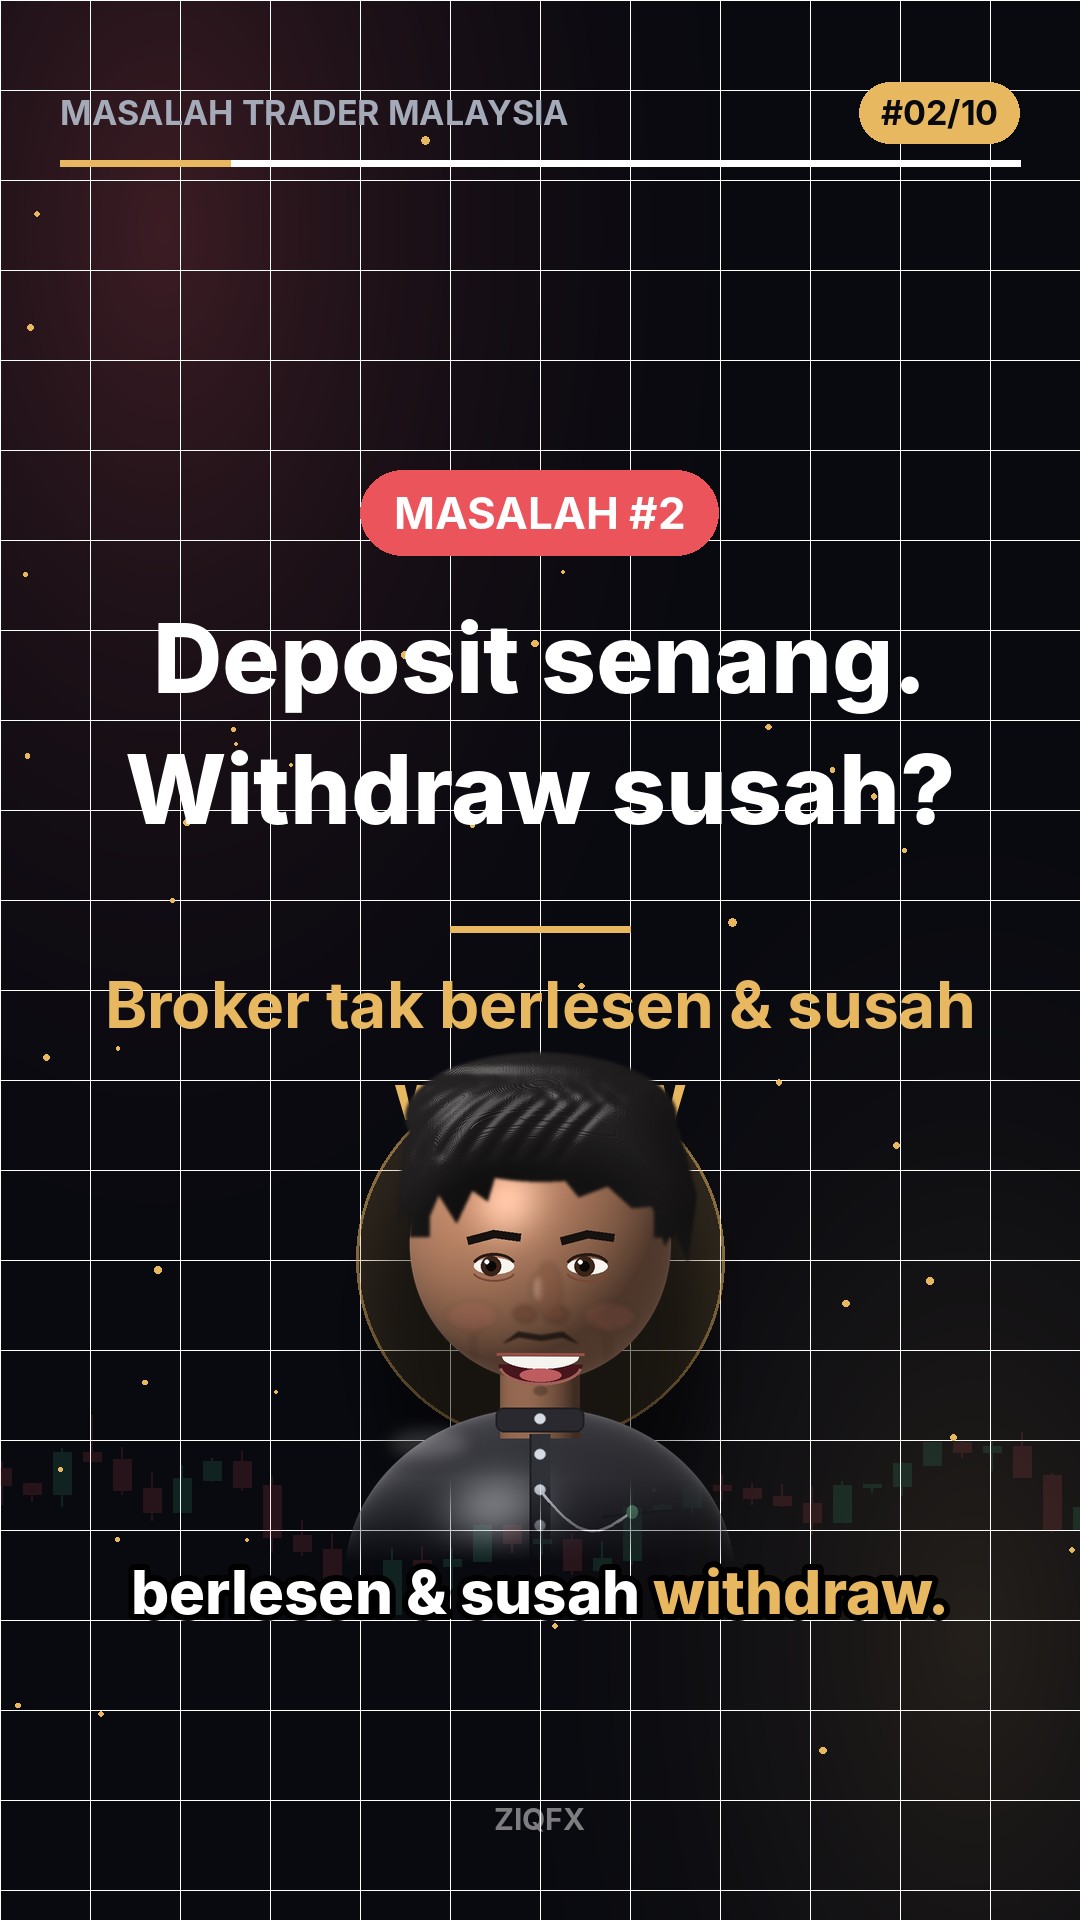 MASALAH TRADER MALAYSIA
#02/10
MASALAH #2
Deposit senang.
Withdraw susah?
Broker tak berlesen & susah
berlesen & susah withdraw.
ZIQFX